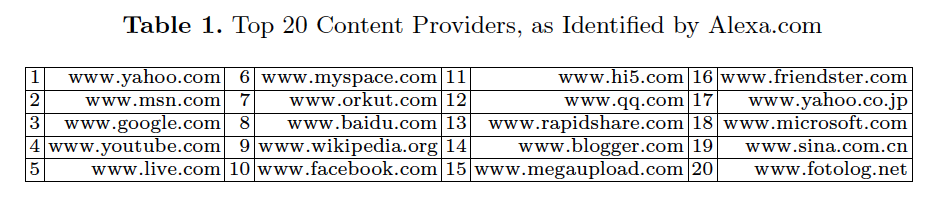 Table 1. Top 20 Content Providers, as Identified by Alexa.com
1 www.yahoo.com 6 www.myspace.com 11 www.hi5.com 16 www.friendster.com
2 www.msn.com 7 www.orkut.com 12 www.qq.com 17 www.yahoo.co.jp
3 www.google.com 8 www.baidu.com 13 www.rapidshare.com 18 www.microsoft.com
4 www.youtube.com 9 www.wikipedia.org 14 www.blogger.com 19 www.sina.com.cn
5 www.live.com 10 www.facebook.com 15 www.megaupload.com 20 www.fotolog.net